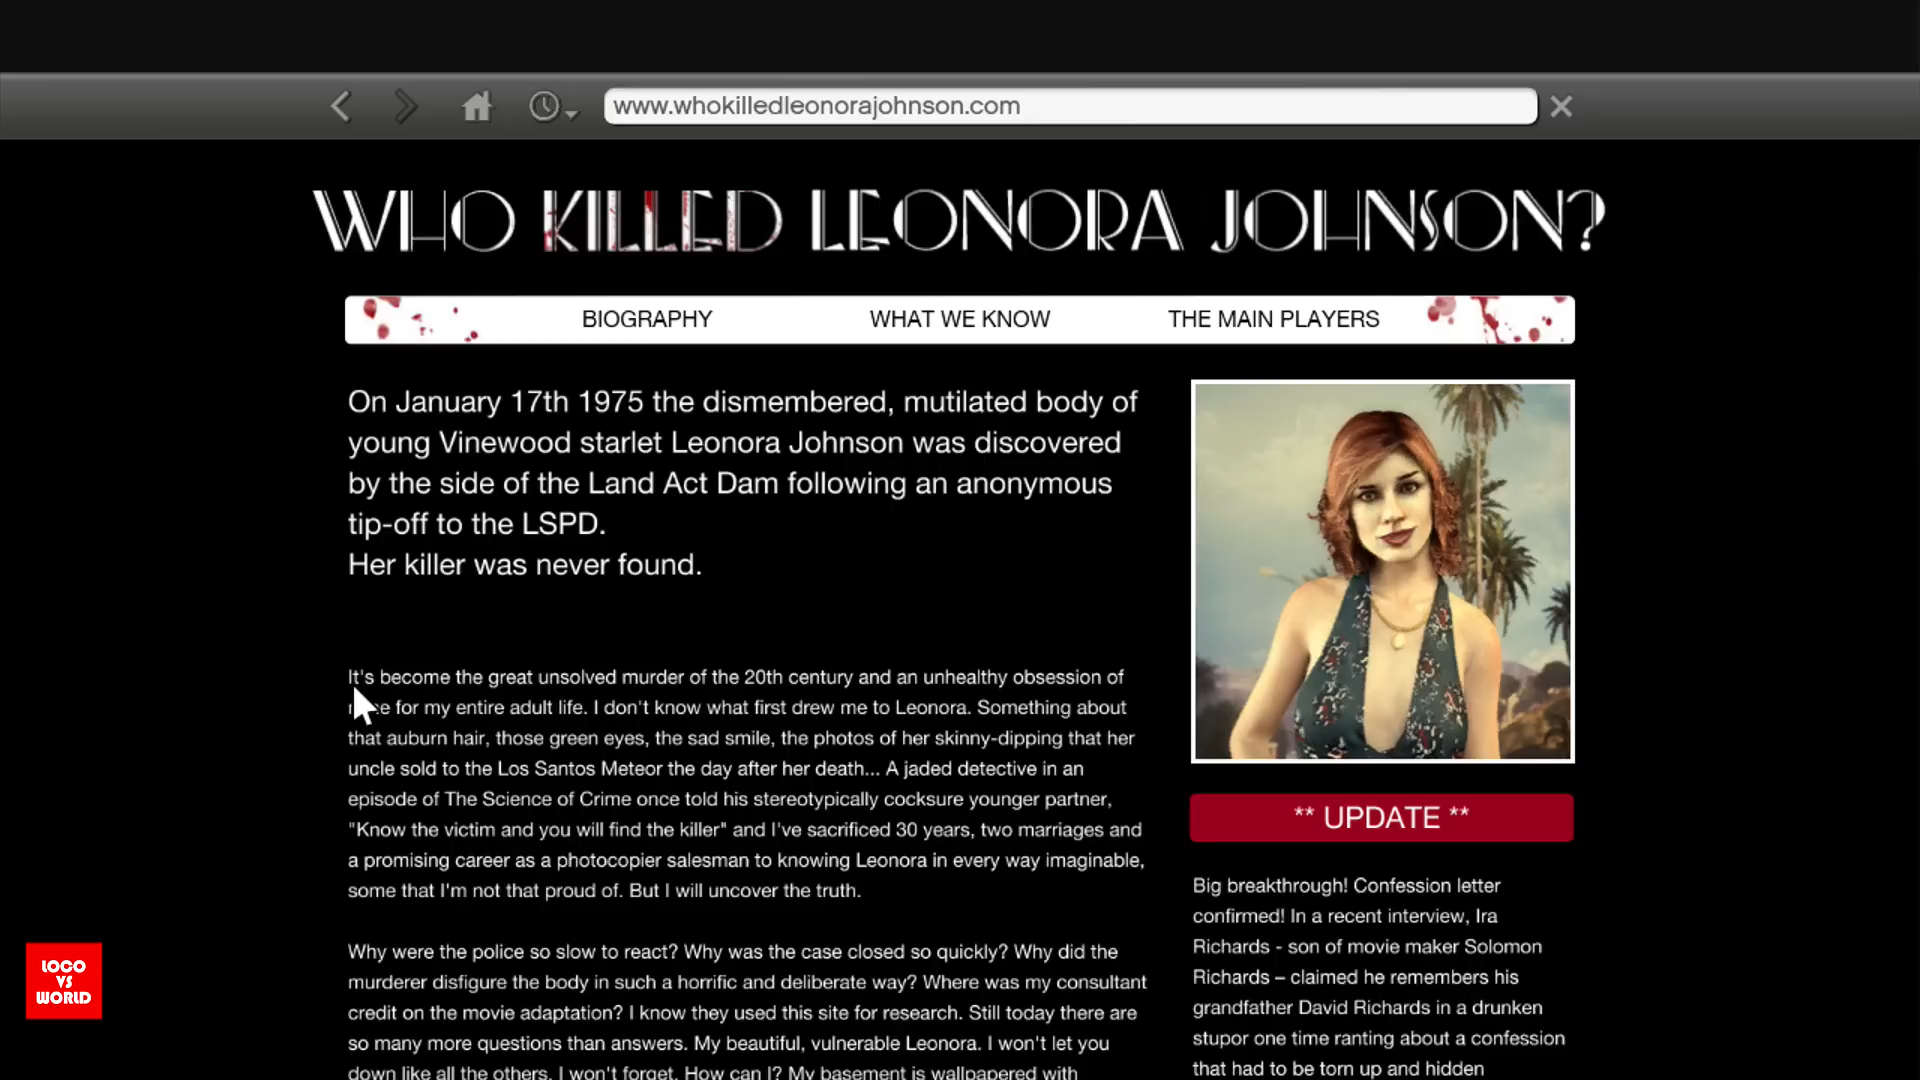 www.whokilledleonorajohnson.com
WHO KILLED LEONORA JOHNSON?
BIOGRAPHY
WHAT WE KNOW
THE MAIN PLAYERS
On January 17th 1975 the dismembered, mutilated body of
young Vinewood starlet Leonora Johnson was discovered
by the side of the Land Act Dam following an anonymous
tip-off to the LSPD.
Her killer was never found.
It's become the great unsolved murder of the 20th century and an unhealthy obsession of
for my entire adult life. I don't know what first drew me to Leonora. Something about
that auburn hair, those green eyes, the sad smile, the photos of her skinny-dipping that her
uncle sold to the Los Santos Meteor the day after her death... A jaded detective in an
episode of The Science of Crime once told his stereotypically cocksure younger partner,
"Know the victim and you will find the killer" and I've sacrificed 30 years, two marriages and
a promising career as a photocopier salesman to knowing Leonora in every way imaginable,
some that I'm not that proud of. But I will uncover the truth.
Why were the police so slow to react? Why was the case closed so quickly? Why did the
murderer disfigure the body in such a horrific and deliberate way? Where was my consultant
credit on the movie adaptation? I know they used this site for research. Still today there are
so many more questions than answers. My beautiful, vulnerable Leonora. I won't let you
down like all the others. I won't forget. How can I? My basement is wallpapered with
** UPDATE **
Big breakthrough! Confession letter
confirmed! In a recent interview, Ira
Richards - son of movie maker Solomon
Richards – claimed he remembers his
grandfather David Richards in a drunken
stupor one time ranting about a confession
that had to be torn up and hidden
LOCO
VS
WORLD